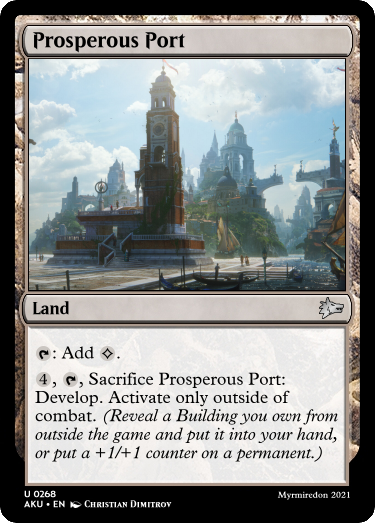 Prosperous Port
Land
: Add .
4, , Sacrifice Prosperous Port:
Develop. Activate only outside of
combat. (Reveal a Building you own from
outside the game and put it into your hand,
or put a +1/+1 counter on a permanent.)
U 0268
Myrmiredon 2021
AKU • EN Christian Dimitrov